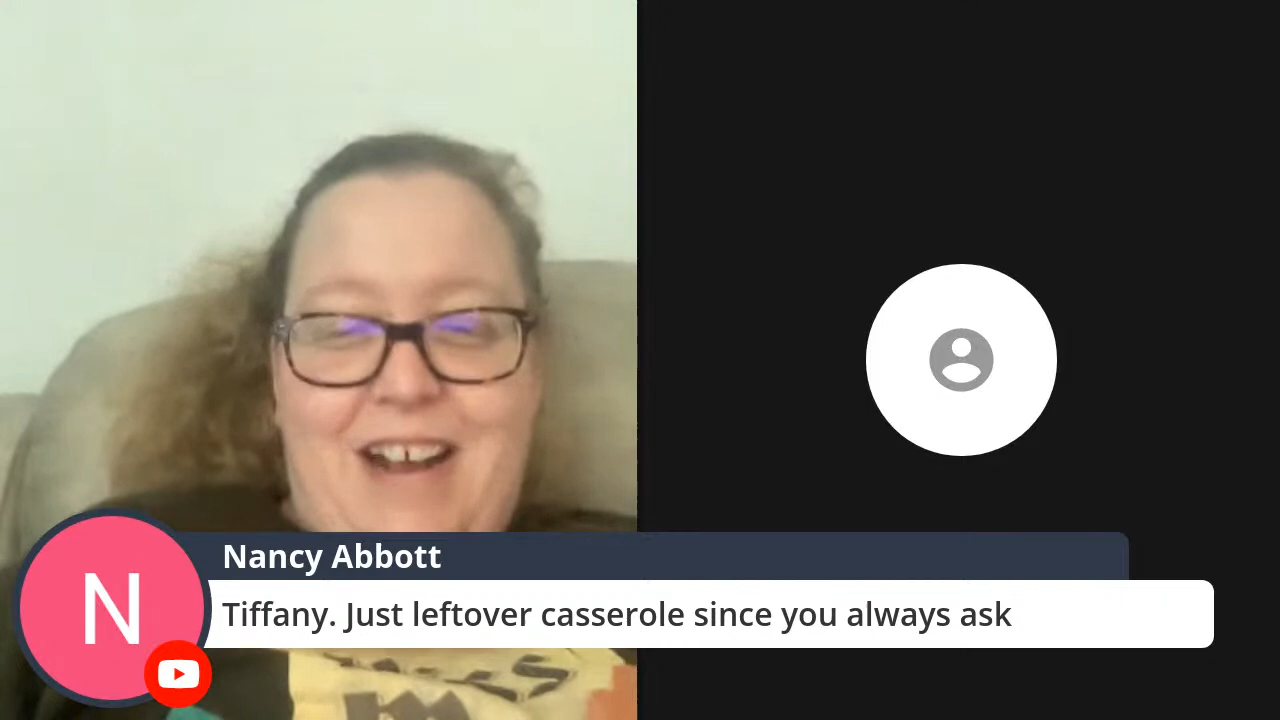 N
Nancy Abbott
Tiffany. Just leftover casserole since you always ask